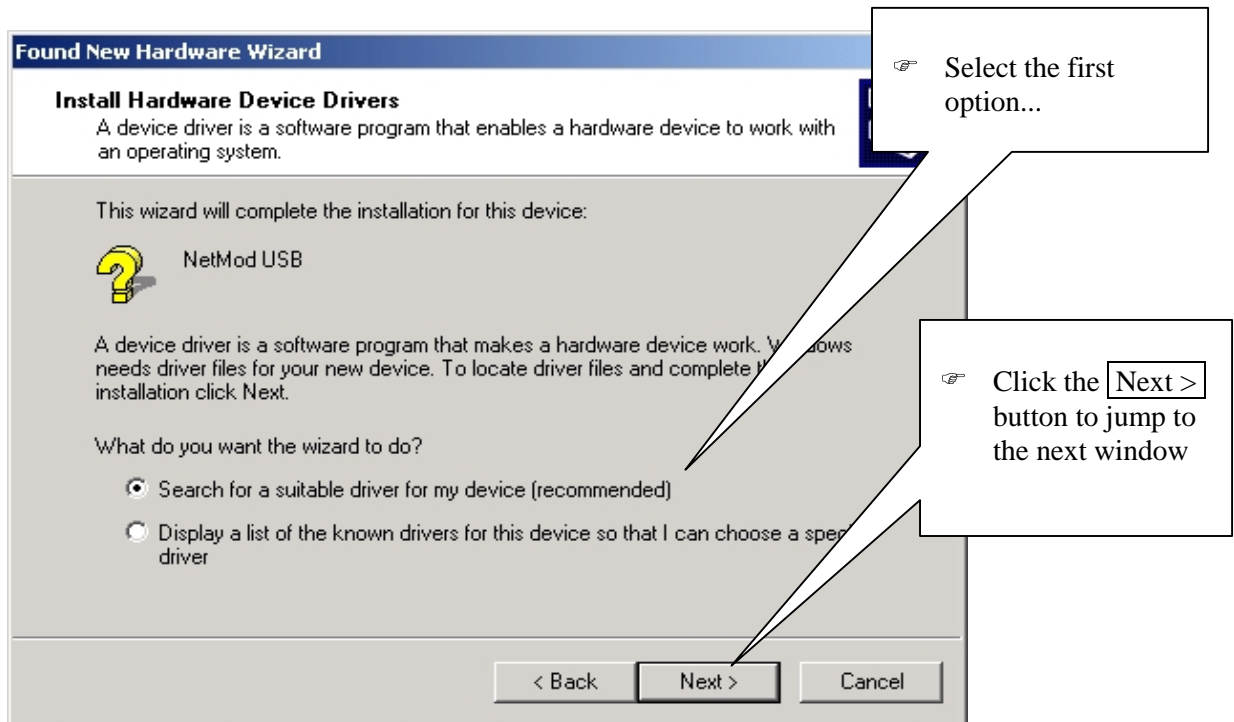 Found New Hardware Wizard
Install Hardware Device Drivers
A device driver is a software program that enables a hardware device to work with
an operating system.
This wizard will complete the installation for this device:
NetMod USB
A device driver is a software program that makes a hardware device work.
needs driver files for your new device. To locate driver files and complete
installation click Next.
What do you want the wizard to do?
Search for a suitable driver for my device (recommended)
Display a list of the known drivers for this device so that I can choose a
driver
< Back
Next >
Cancel
☞ Select the first
option...
☞ Click the Next >
button to jump to
the next window